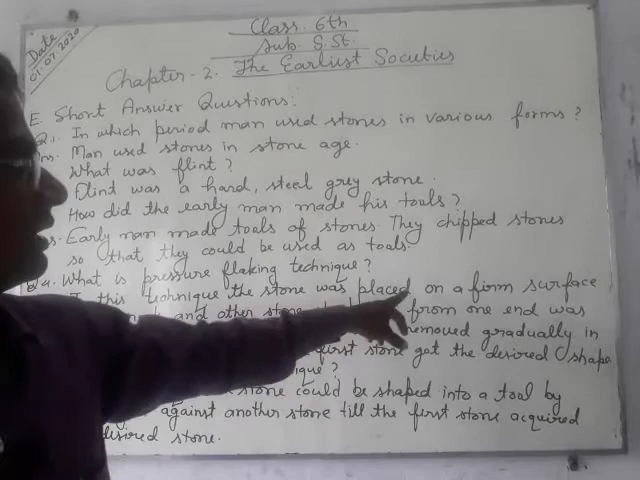 Date
01.07.2020
Class. 6th
Sub. S.St.
Chapter-2. The Earliest Societies
E. Short Answer Questions:
Q.1. In which period man used stones in various forms?
ns. Man used stones in stone age.
What was flint?
Flint was a hard, steel grey stone.
How did the early man made his touls?
s. Early man made tools of stones. They chipped stones
so that they could be used as tools.
Q4. What is pressure flaking technique?
In this technique the stone was placed on a firm surface
and other stone from one end was
removed gradually in
first stone got the desired shape
ique?
stone could be shaped into a tool by
against another stone till the first stone acquired
desired stone.